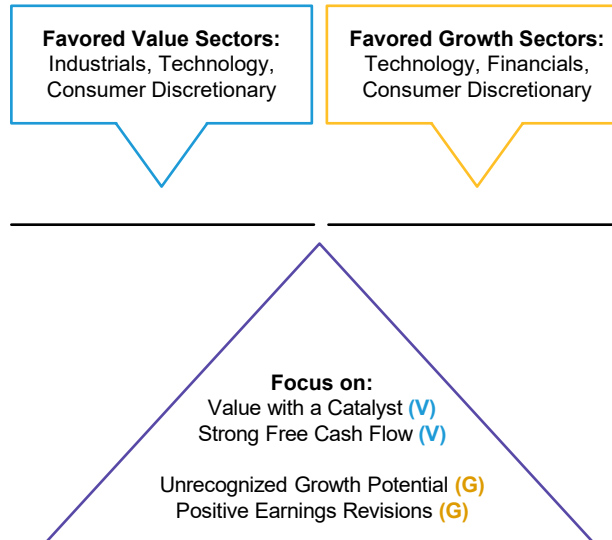 Favored Value Sectors:
Industrials, Technology,
Consumer Discretionary
Favored Growth Sectors:
Technology, Financials,
Consumer Discretionary
Focus on:
Value with a Catalyst (V)
Strong Free Cash Flow (V)
Unrecognized Growth Potential (G)
Positive Earnings Revisions (G)